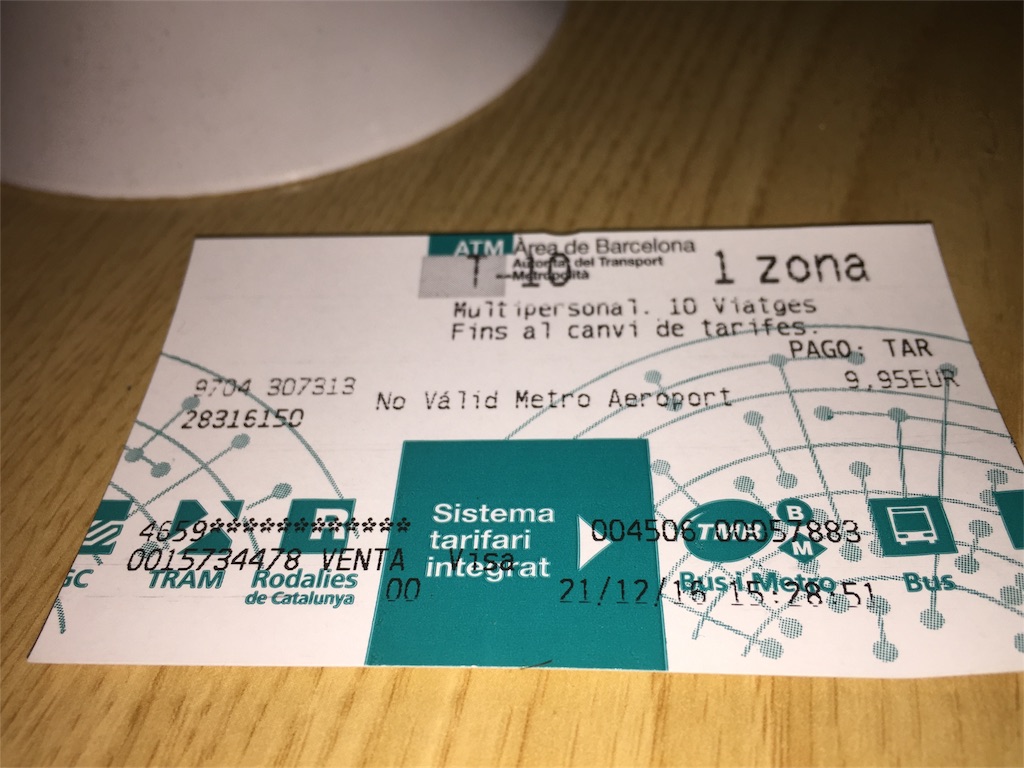 ATM Àrea de Barcelona
Autoritat del Transport
Metropolità
T-10
1 zona
Multipersonal. 10 Viatges
Fins al canvi de tarifes.
PAGO: TAR
9,95EUR
9704 307313
28316150
No Vàlid Metro Aeroport
Sistema
tarifari
integrat
4659************
004506 00057883
0015734478 VENTA Visa
00
21/12/16 15:28:51
GC
TRAM
R
Rodalies
de Catalunya
TMB
B
M
Bus i Metro
Bus